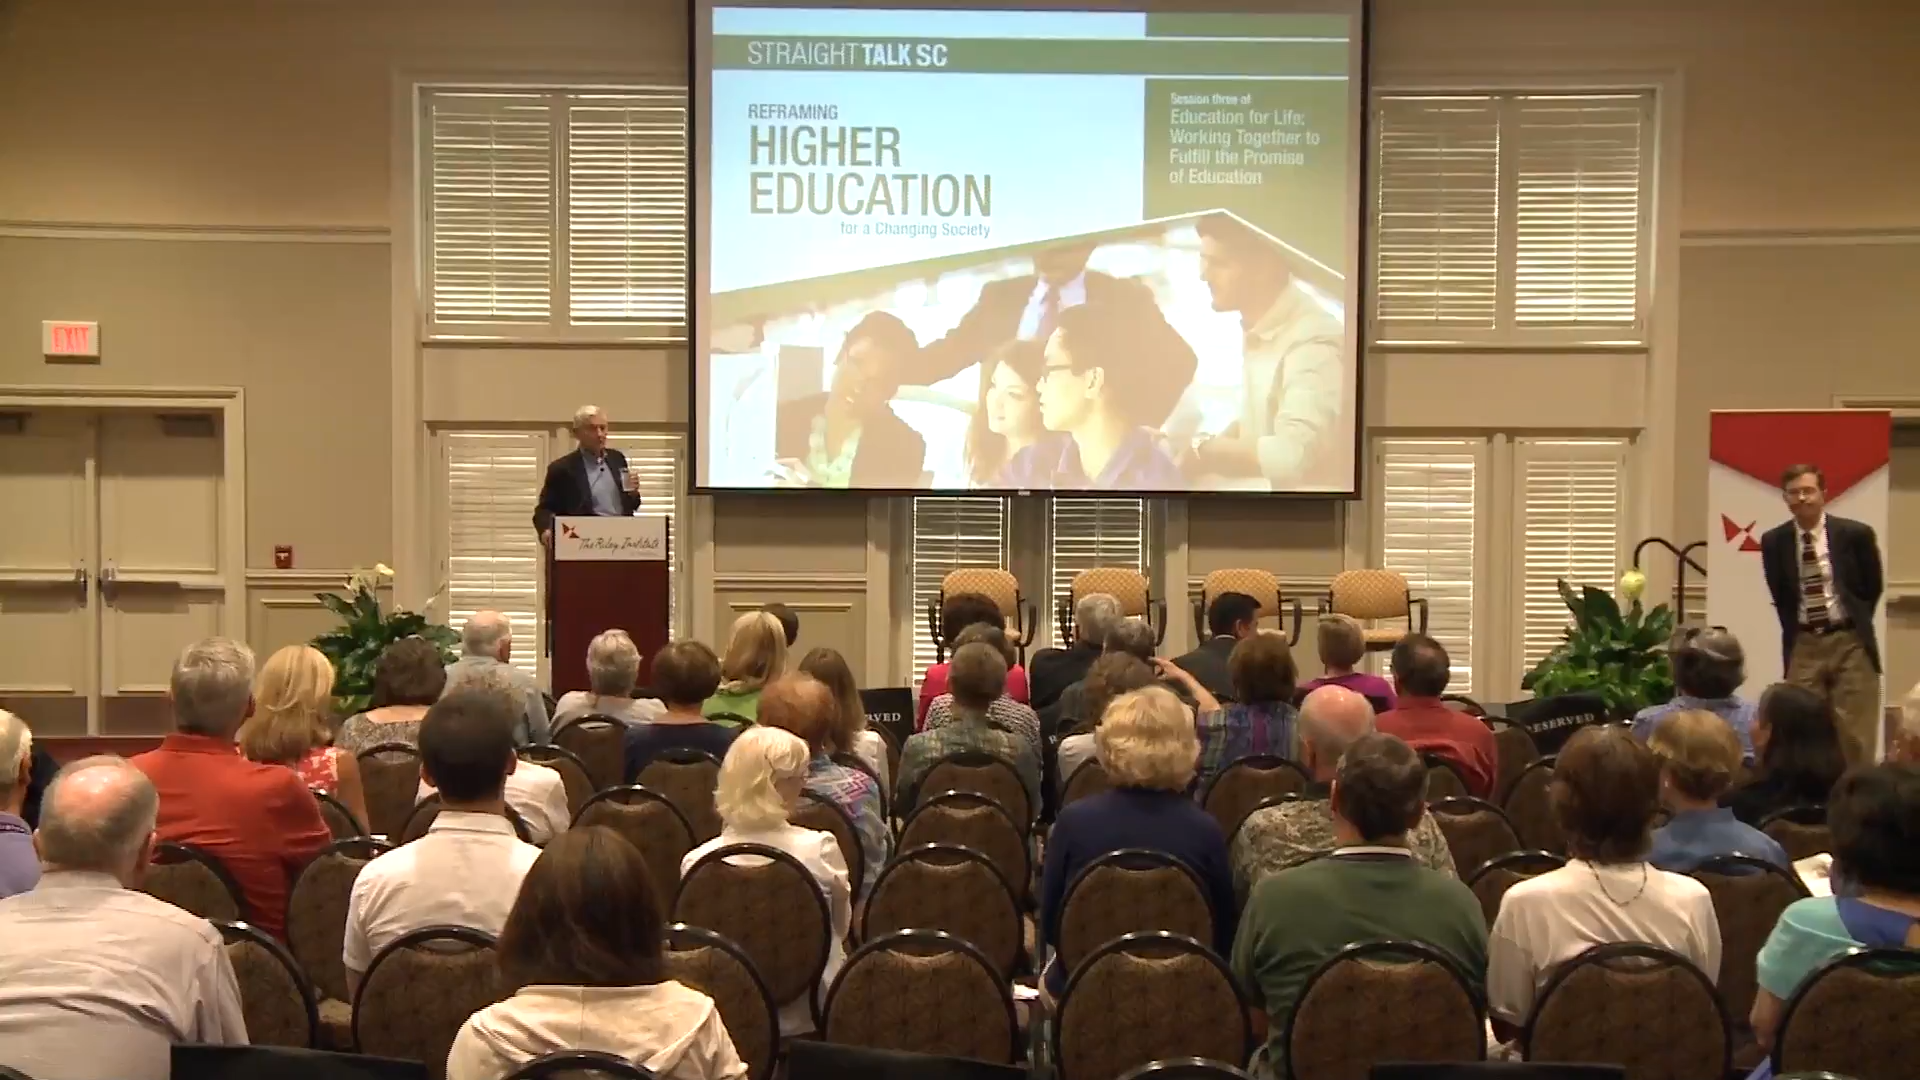 STRAIGHT TALK SC
REFRAMING
HIGHER
EDUCATION
for a Changing Society
Session three of
Education for Life:
Working Together to
Fulfill the Promise
of Education
EXIT
The Riley Institute
RESERVED